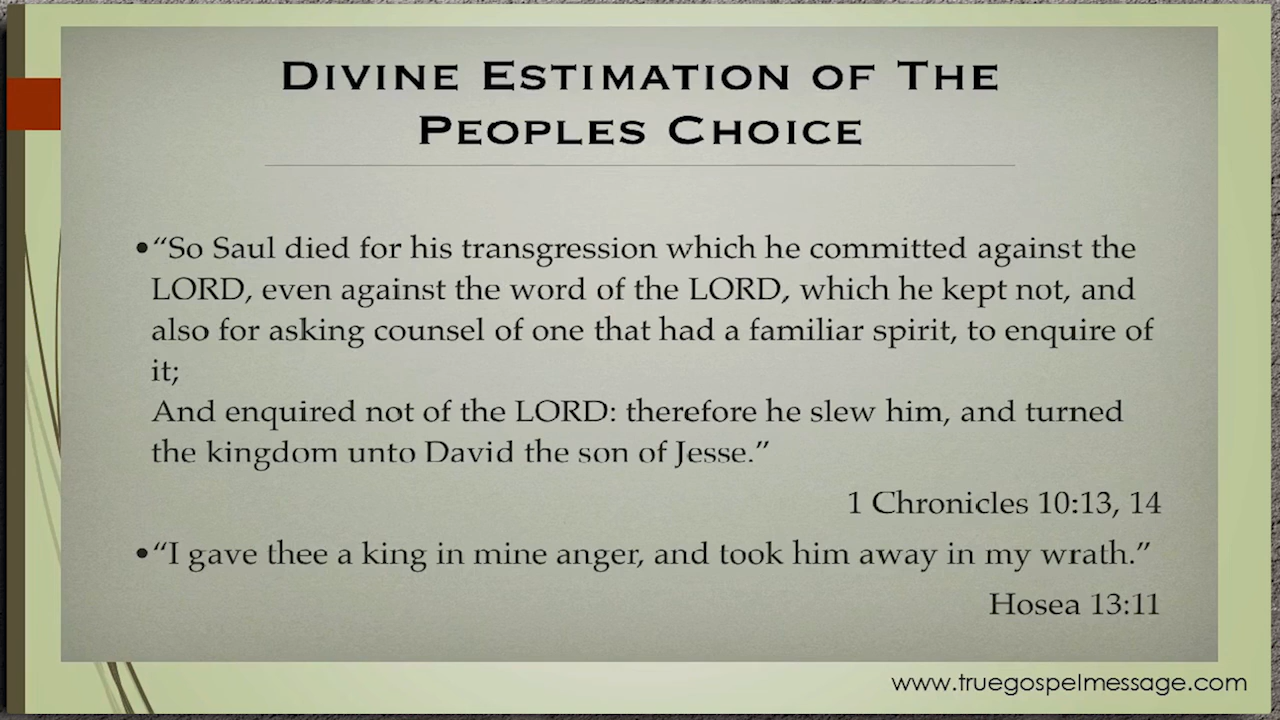 Divine Estimation of The
Peoples Choice
•“So Saul died for his transgression which he committed against the
LORD, even against the word of the LORD, which he kept not, and
also for asking counsel of one that had a familiar spirit, to enquire of
it;
And enquired not of the LORD: therefore he slew him, and turned
the kingdom unto David the son of Jesse.”
1 Chronicles 10:13, 14
•“I gave thee a king in mine anger, and took him away in my wrath.”
Hosea 13:11
www.truegospelmessage.com